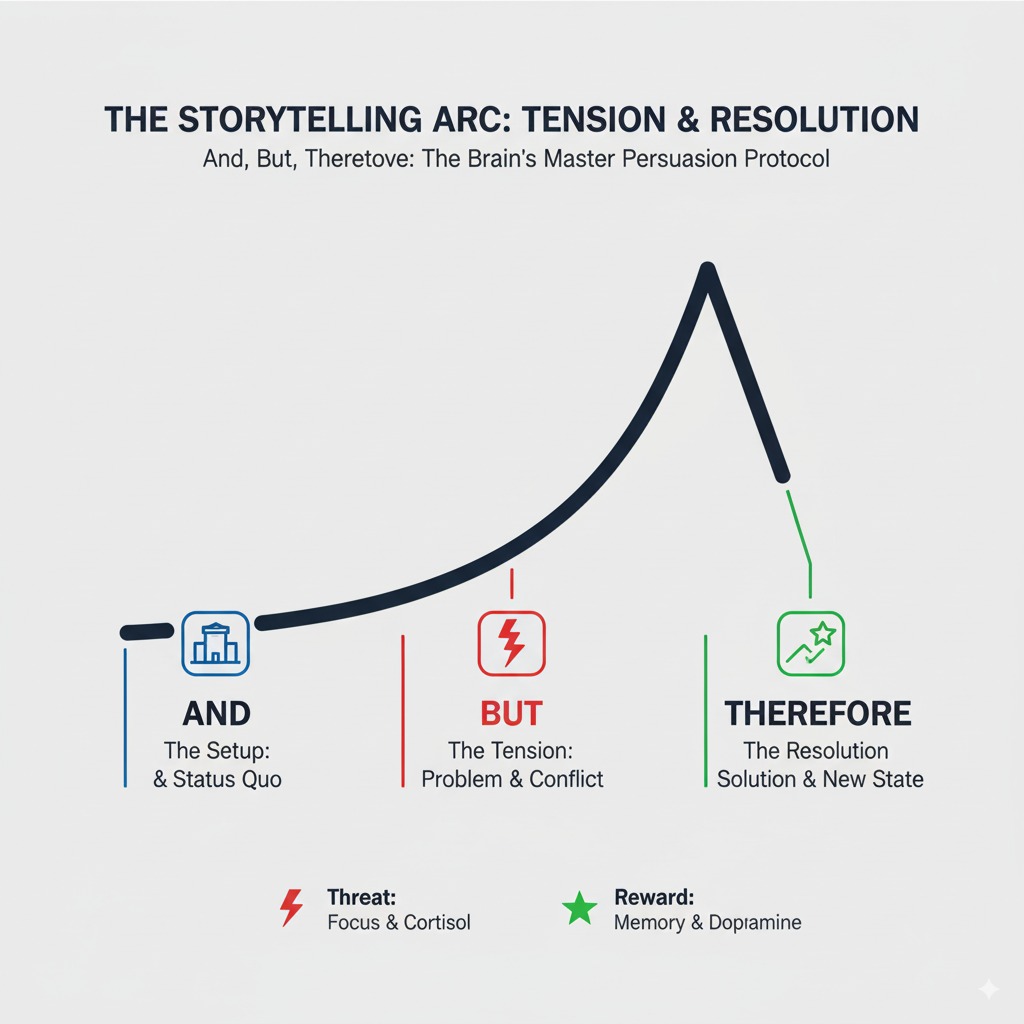 THE STORYTELLING ARC: TENSION & RESOLUTION
And, But, Theretove: The Brain's Master Persuasion Protocol
AND
The Setup:
& Status Quo
BUT
The Tension:
Problem & Conflict
THEREFORE
The Resolution
Solution & New State
Threat:
Focus & Cortisol
Reward:
Memory & Dopıamine